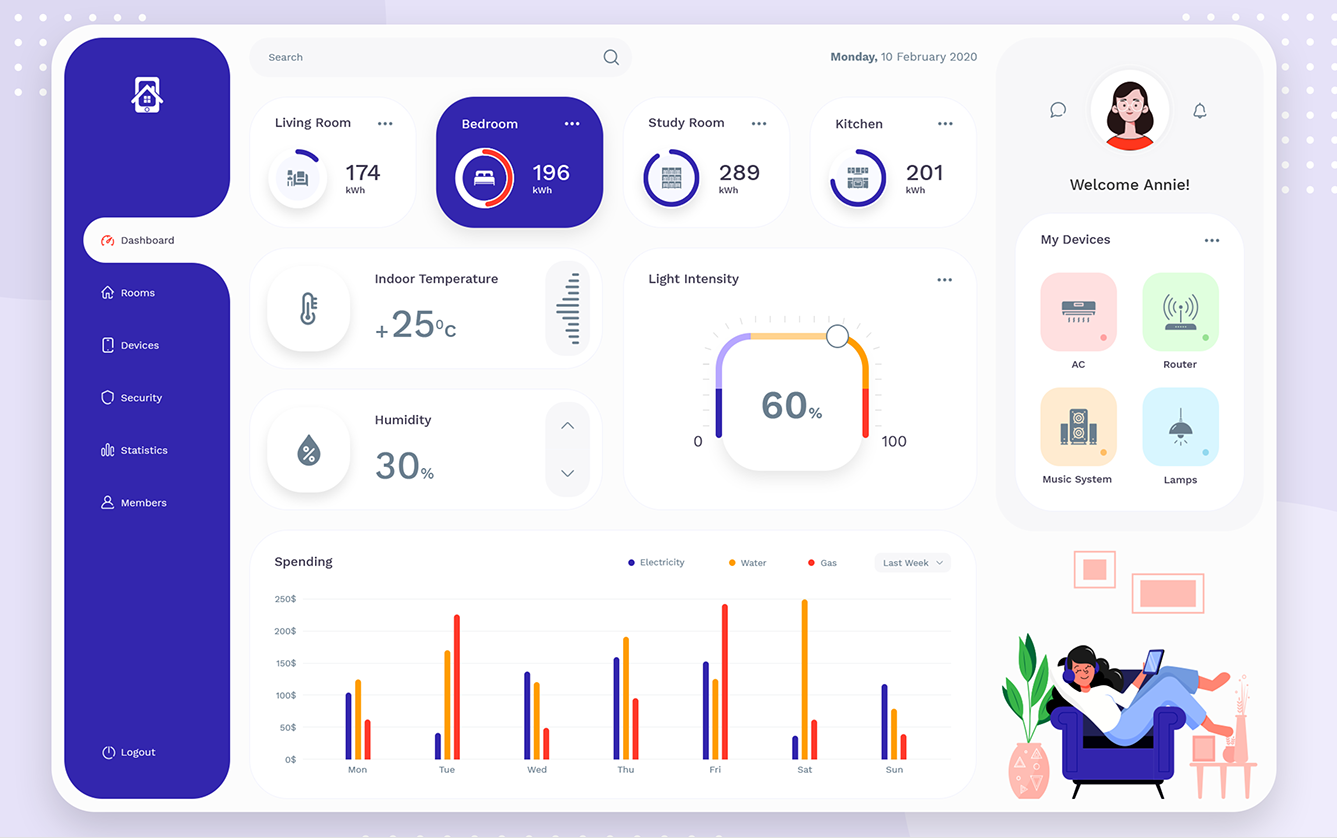 Search
Monday, 10 February 2020
Living Room
174
kWh
Bedroom
196
kWh
Study Room
289
kWh
Kitchen
201
kWh
Welcome Annie!
Dashboard
Rooms
Devices
Security
Statistics
Members
Logout
Indoor Temperature
+25⁰c
Humidity
30%
Light Intensity
60%
0
100
My Devices
AC
Router
Music System
Lamps
Spending
Electricity
Water
Gas
Last Week
250$
200$
150$
100$
50$
0$
Mon Tue Wed Thu Fri Sat Sun